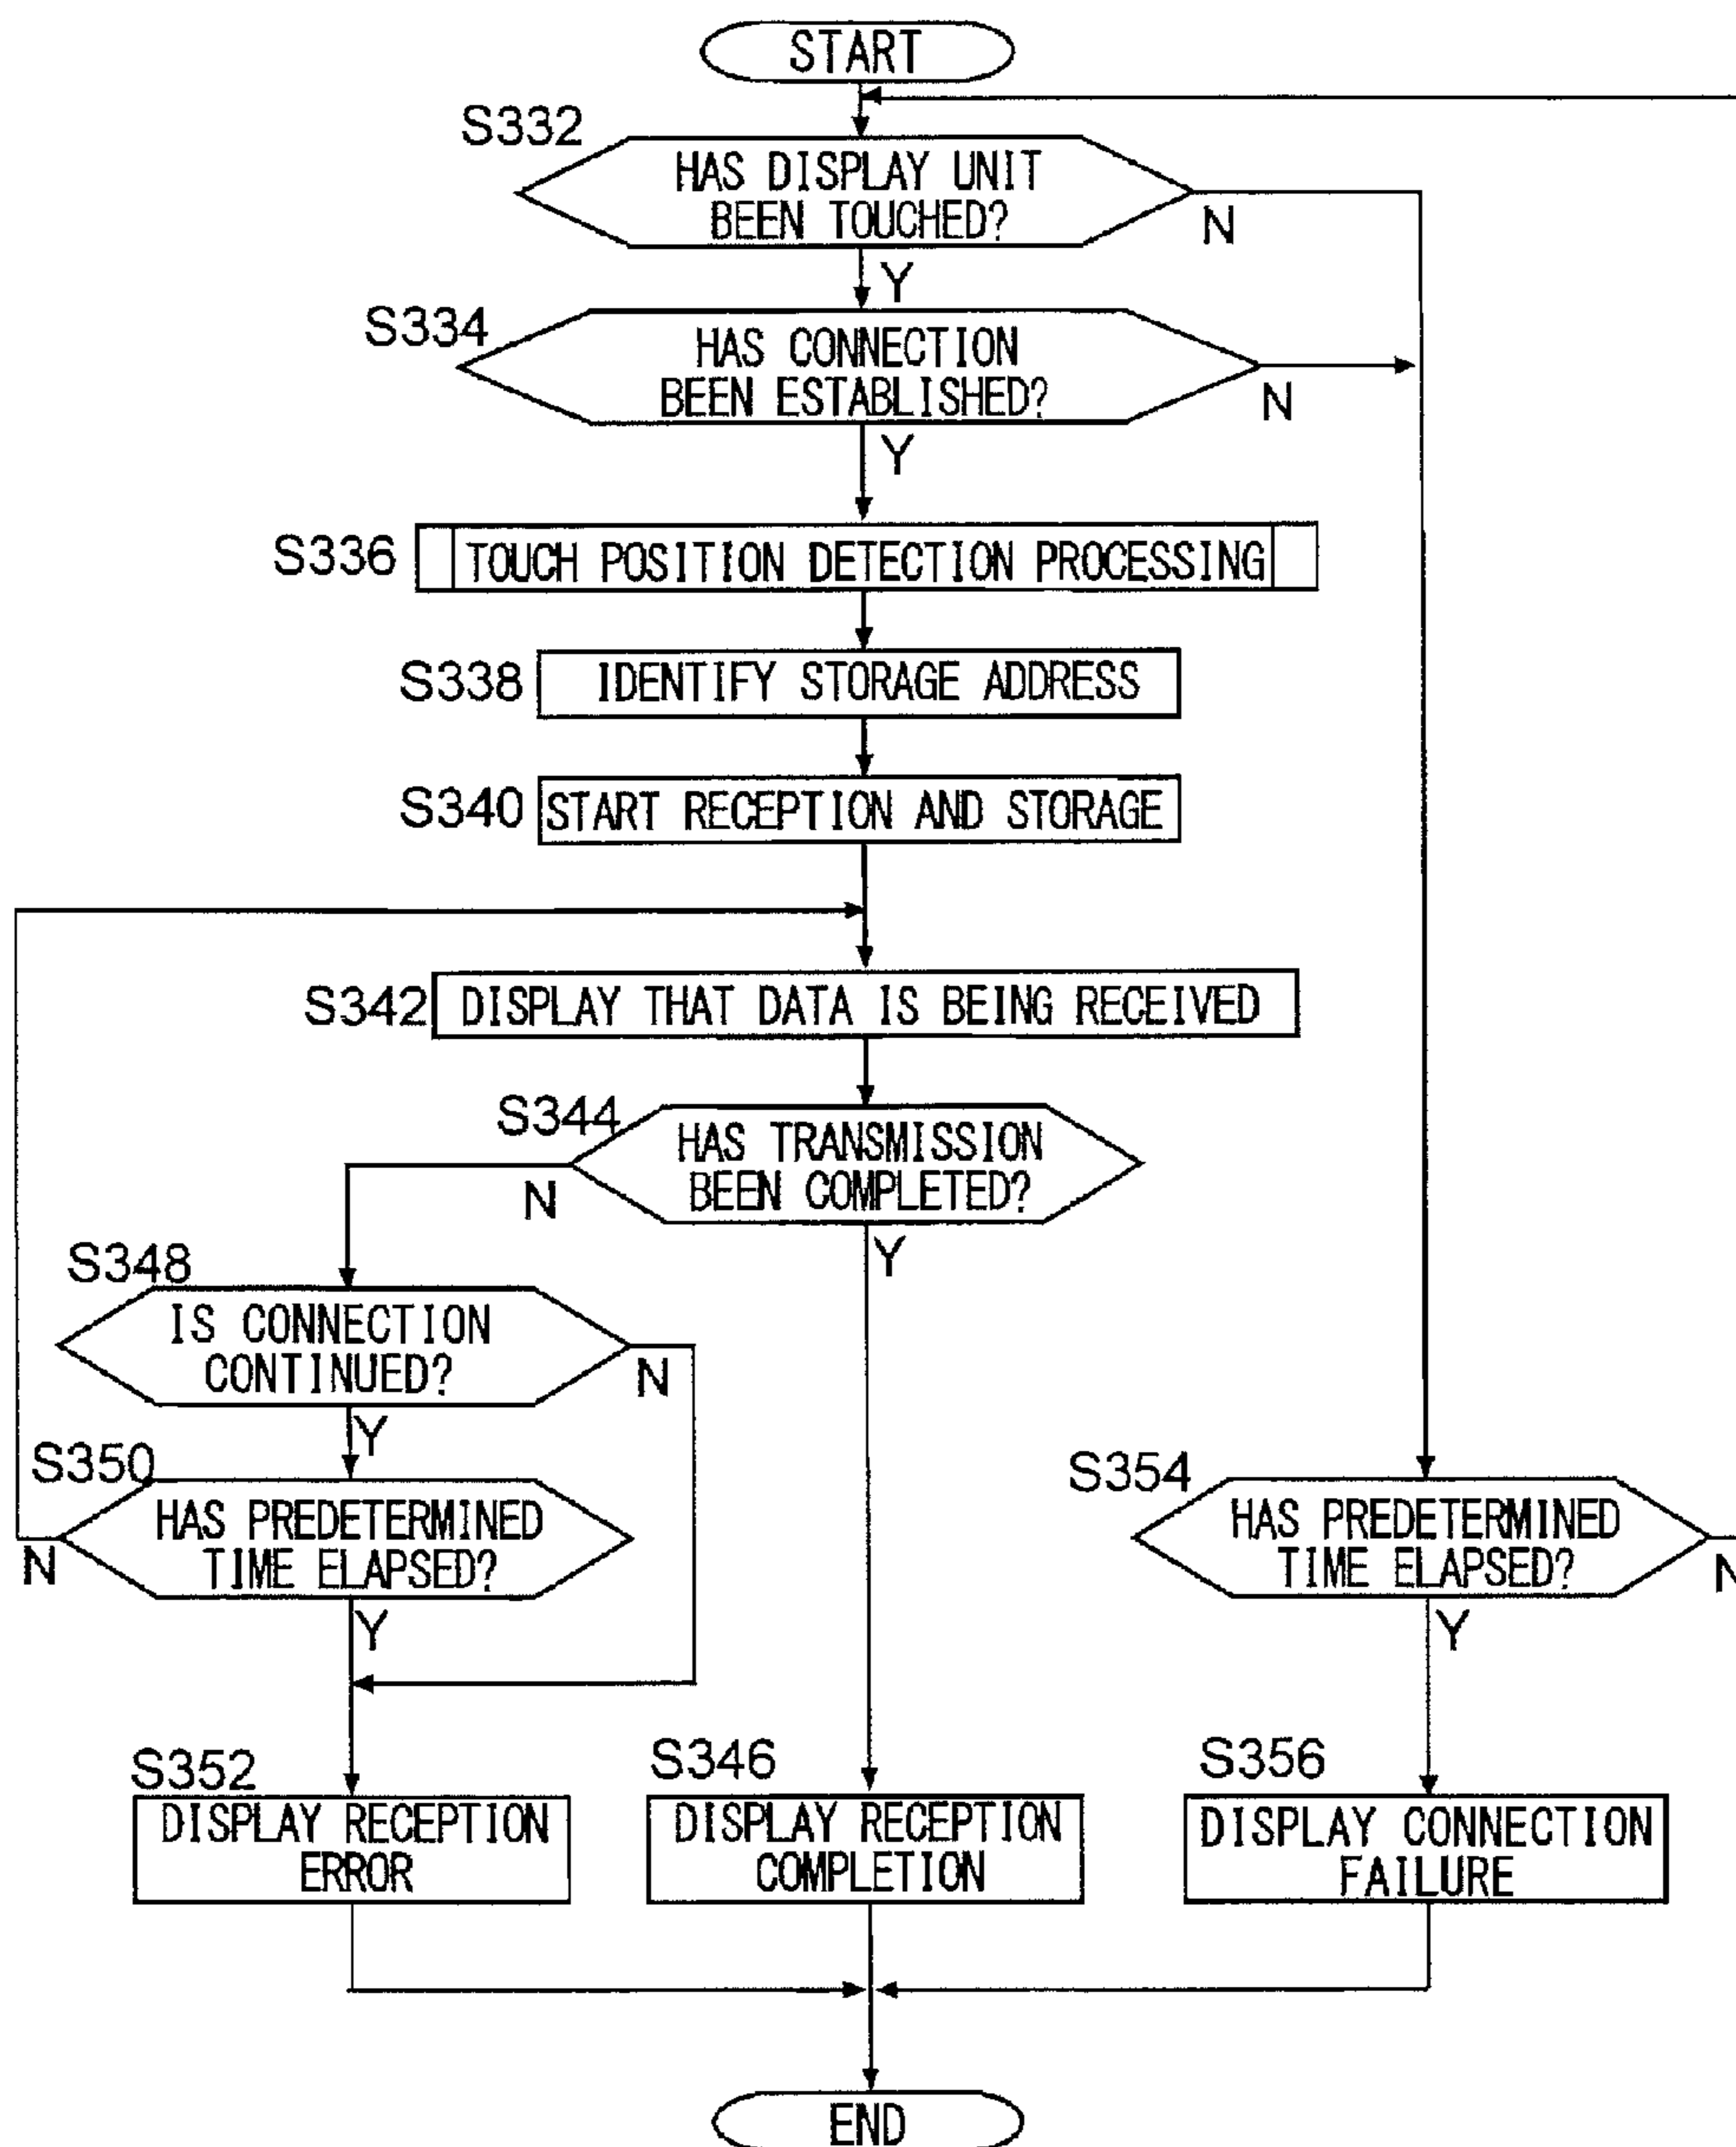 START
S332
HAS DISPLAY UNIT
BEEN TOUCHED?
N
Y
S334
HAS CONNECTION
BEEN ESTABLISHED?
N
Y
S336
TOUCH POSITION DETECTION PROCESSING
S338
IDENTIFY STORAGE ADDRESS
S340
START RECEPTION AND STORAGE
S342
DISPLAY THAT DATA IS BEING RECEIVED
S344
HAS TRANSMISSION
BEEN COMPLETED?
N
Y
S348
IS CONNECTION
CONTINUED?
N
Y
S350
HAS PREDETERMINED
TIME ELAPSED?
N
Y
S354
HAS PREDETERMINED
TIME ELAPSED?
N
Y
S352
DISPLAY RECEPTION
ERROR
S346
DISPLAY RECEPTION
COMPLETION
S356
DISPLAY CONNECTION
FAILURE
END